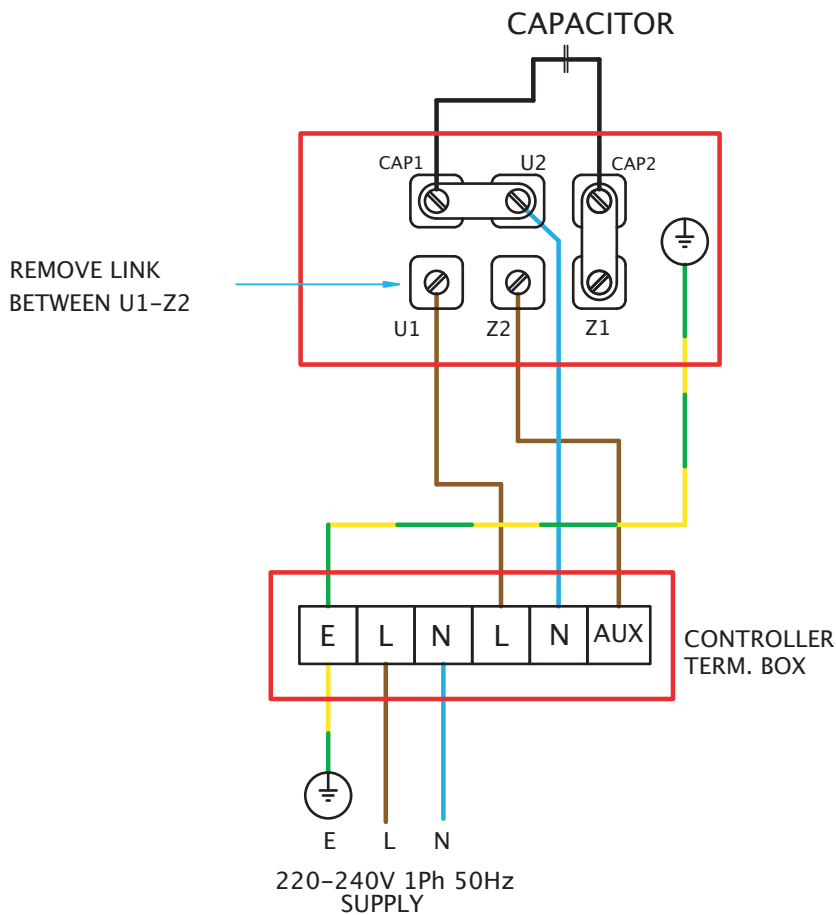 CAPACITOR
CAP1
U2
CAP2
REMOVE LINK
BETWEEN U1-Z2
U1
Z2
Z1
E L N L N AUX
CONTROLLER
TERM. BOX
E L N
220-240V 1Ph 50Hz
SUPPLY